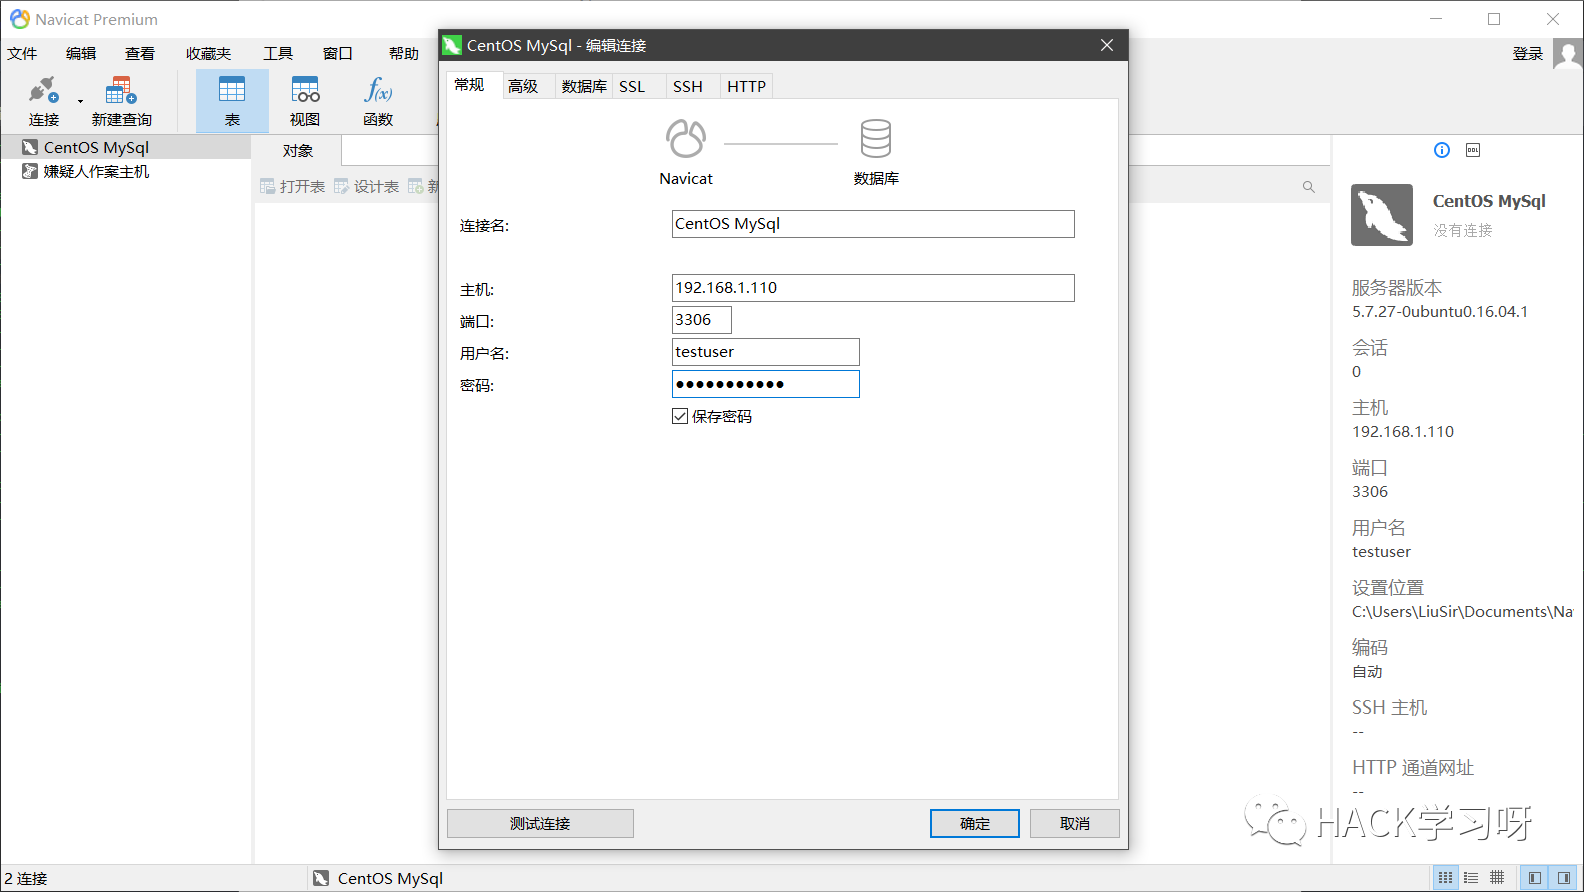 Navicat Premium
文件 编辑 查看 收藏夹 工具 窗口 帮助
登录
连接 新建查询 表 视图 函数
CentOS MySql
嫌疑人作案主机
对象
打开表 设计表 新
CentOS MySql - 编辑连接
常规 高级 数据库 SSL SSH HTTP
Navicat 数据库
连接名: CentOS MySql
主机: 192.168.1.110
端口: 3306
用户名: testuser
密码: ●●●●●●●●●●●
保存密码
测试连接 确定 取消
CentOS MySql
没有连接
服务器版本
5.7.27-0ubuntu0.16.04.1
会话
0
主机
192.168.1.110
端口
3306
用户名
testuser
设置位置
C:\Users\LiuSir\Documents\Na
编码
自动
SSH 主机
--
HTTP 通道网址
--
HACK学习呀
2 连接 CentOS MySql